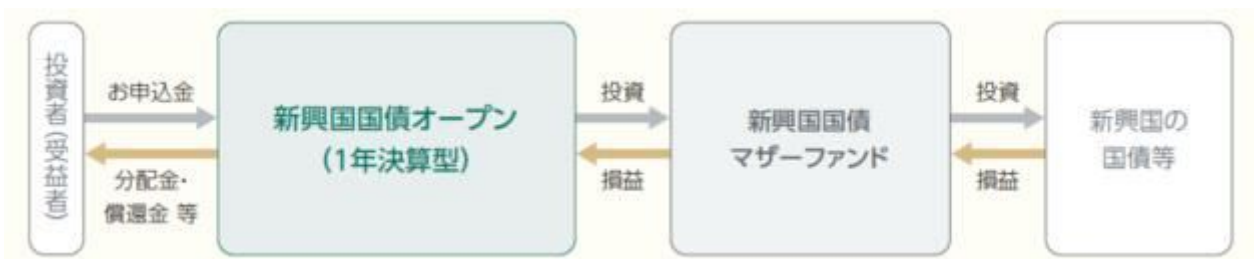 投資者(受益者)
お申込金
分配金・
償還金 等
新興国国債オープン
(1年決算型)
投資
損益
新興国国債
マザーファンド
投資
損益
新興国の
国債等